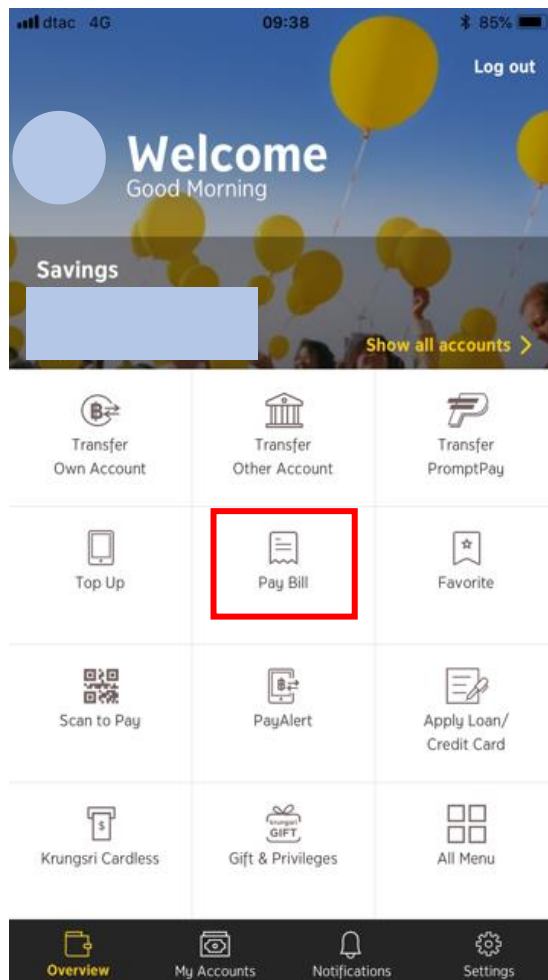 dtac 4G 09:38 85%
Log out
Welcome
Good Morning
Savings
Show all accounts >
Transfer
Own Account
Transfer
Other Account
Transfer
PromptPay
Top Up
Pay Bill
Favorite
Scan to Pay
PayAlert
Apply Loan/
Credit Card
krungsri
GIFT
Krungsri Cardless
Gift & Privileges
All Menu
Overview
My Accounts
Notifications
Settings